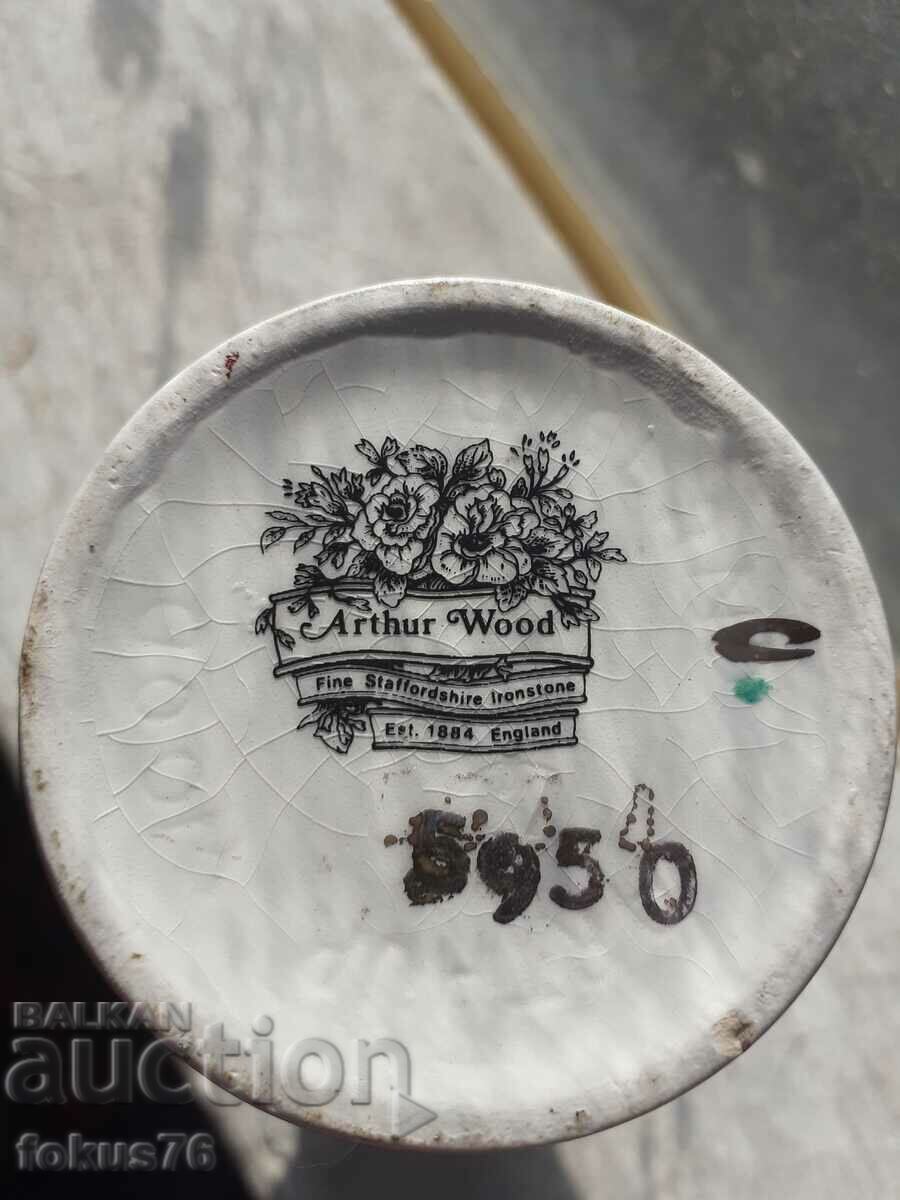 Arthur Wood
Fine Staffordshire Ironstone
Est. 1884 England
5950
BALKAN
auction
fokus76